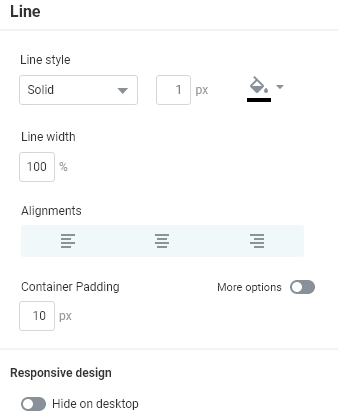 Line
Line style
Solid 1 px
Line width
100 %
Alignments
Container Padding More options
10 px
Responsive design
Hide on desktop